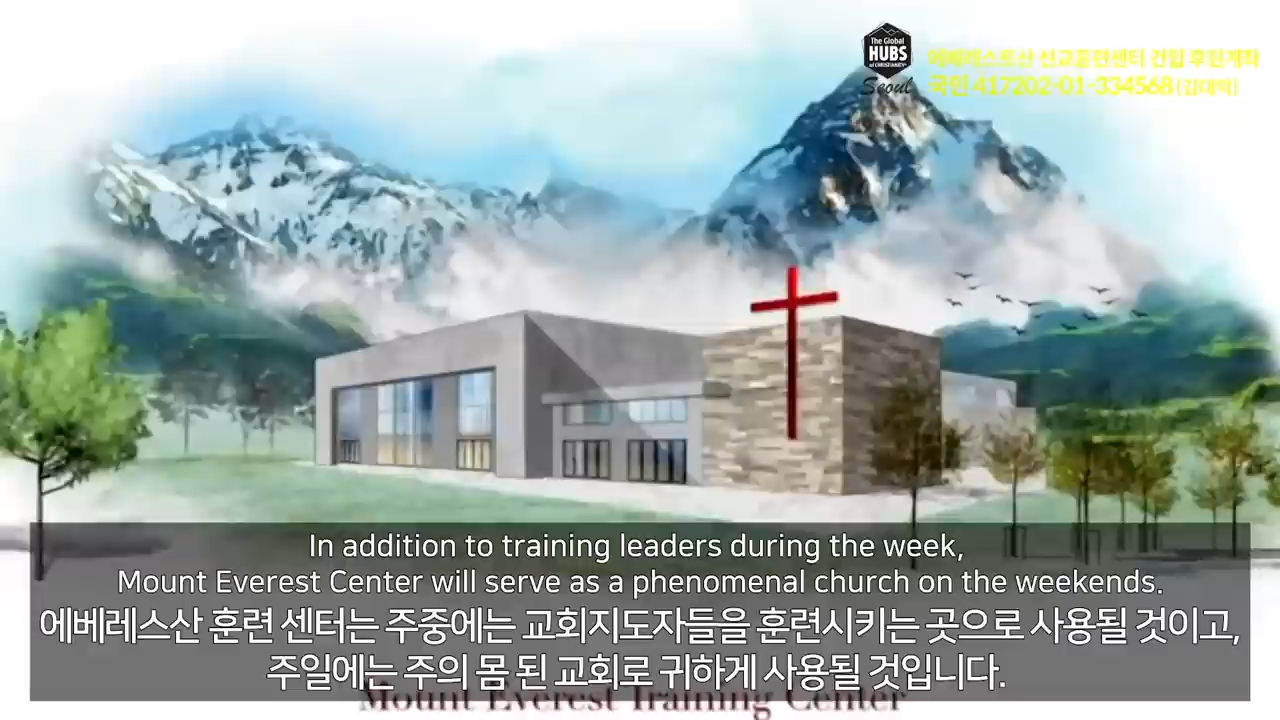 The Global
HUBS
of CHRISTIANITY
Seoul
에베레스트산 선교훈련센터 건립 후원계좌
국민 417202-01-334568 (김대혁)
In addition to training leaders during the week,
Mount Everest Center will serve as a phenomenal church on the weekends.
에베레스산 훈련 센터는 주중에는 교회지도자들을 훈련시키는 곳으로 사용될 것이고,
주일에는 주의 몸 된 교회로 귀하게 사용될 것입니다.
Mount Everest Training Center